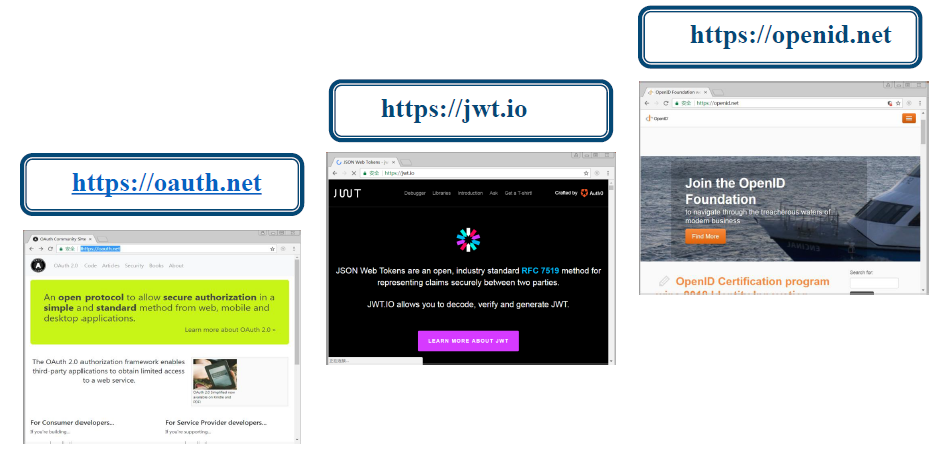 https://openid.net
https://jwt.io
https://oauth.net
OpenID Foundation
安全 https://openid.net
OpenID
Join the OpenID
Foundation
to navigate through the treacherous waters of
modern business
Find More
OpenID Certification program
Search for:
JSON Web Tokens - jw
安全 https://jwt.io
JWT
Debugger Libraries Introduction Ask Get a T-shirt!
Crafted by Auth0
JSON Web Tokens are an open, industry standard RFC 7519 method for
representing claims securely between two parties.
JWT.IO allows you to decode, verify and generate JWT.
LEARN MORE ABOUT JWT
OAuth Community Site
安全 https://oauth.net
OAuth 2.0 Code Articles Security Books About
An open protocol to allow secure authorization in a
simple and standard method from web, mobile and
desktop applications.
Learn more about OAuth 2.0 »
The OAuth 2.0 authorization framework enables
third-party applications to obtain limited access
to a web service.
OAuth 2.0 Simplified now
available on Kindle and
For Consumer developers...
If you're building...
For Service Provider developers...
If you're supporting...